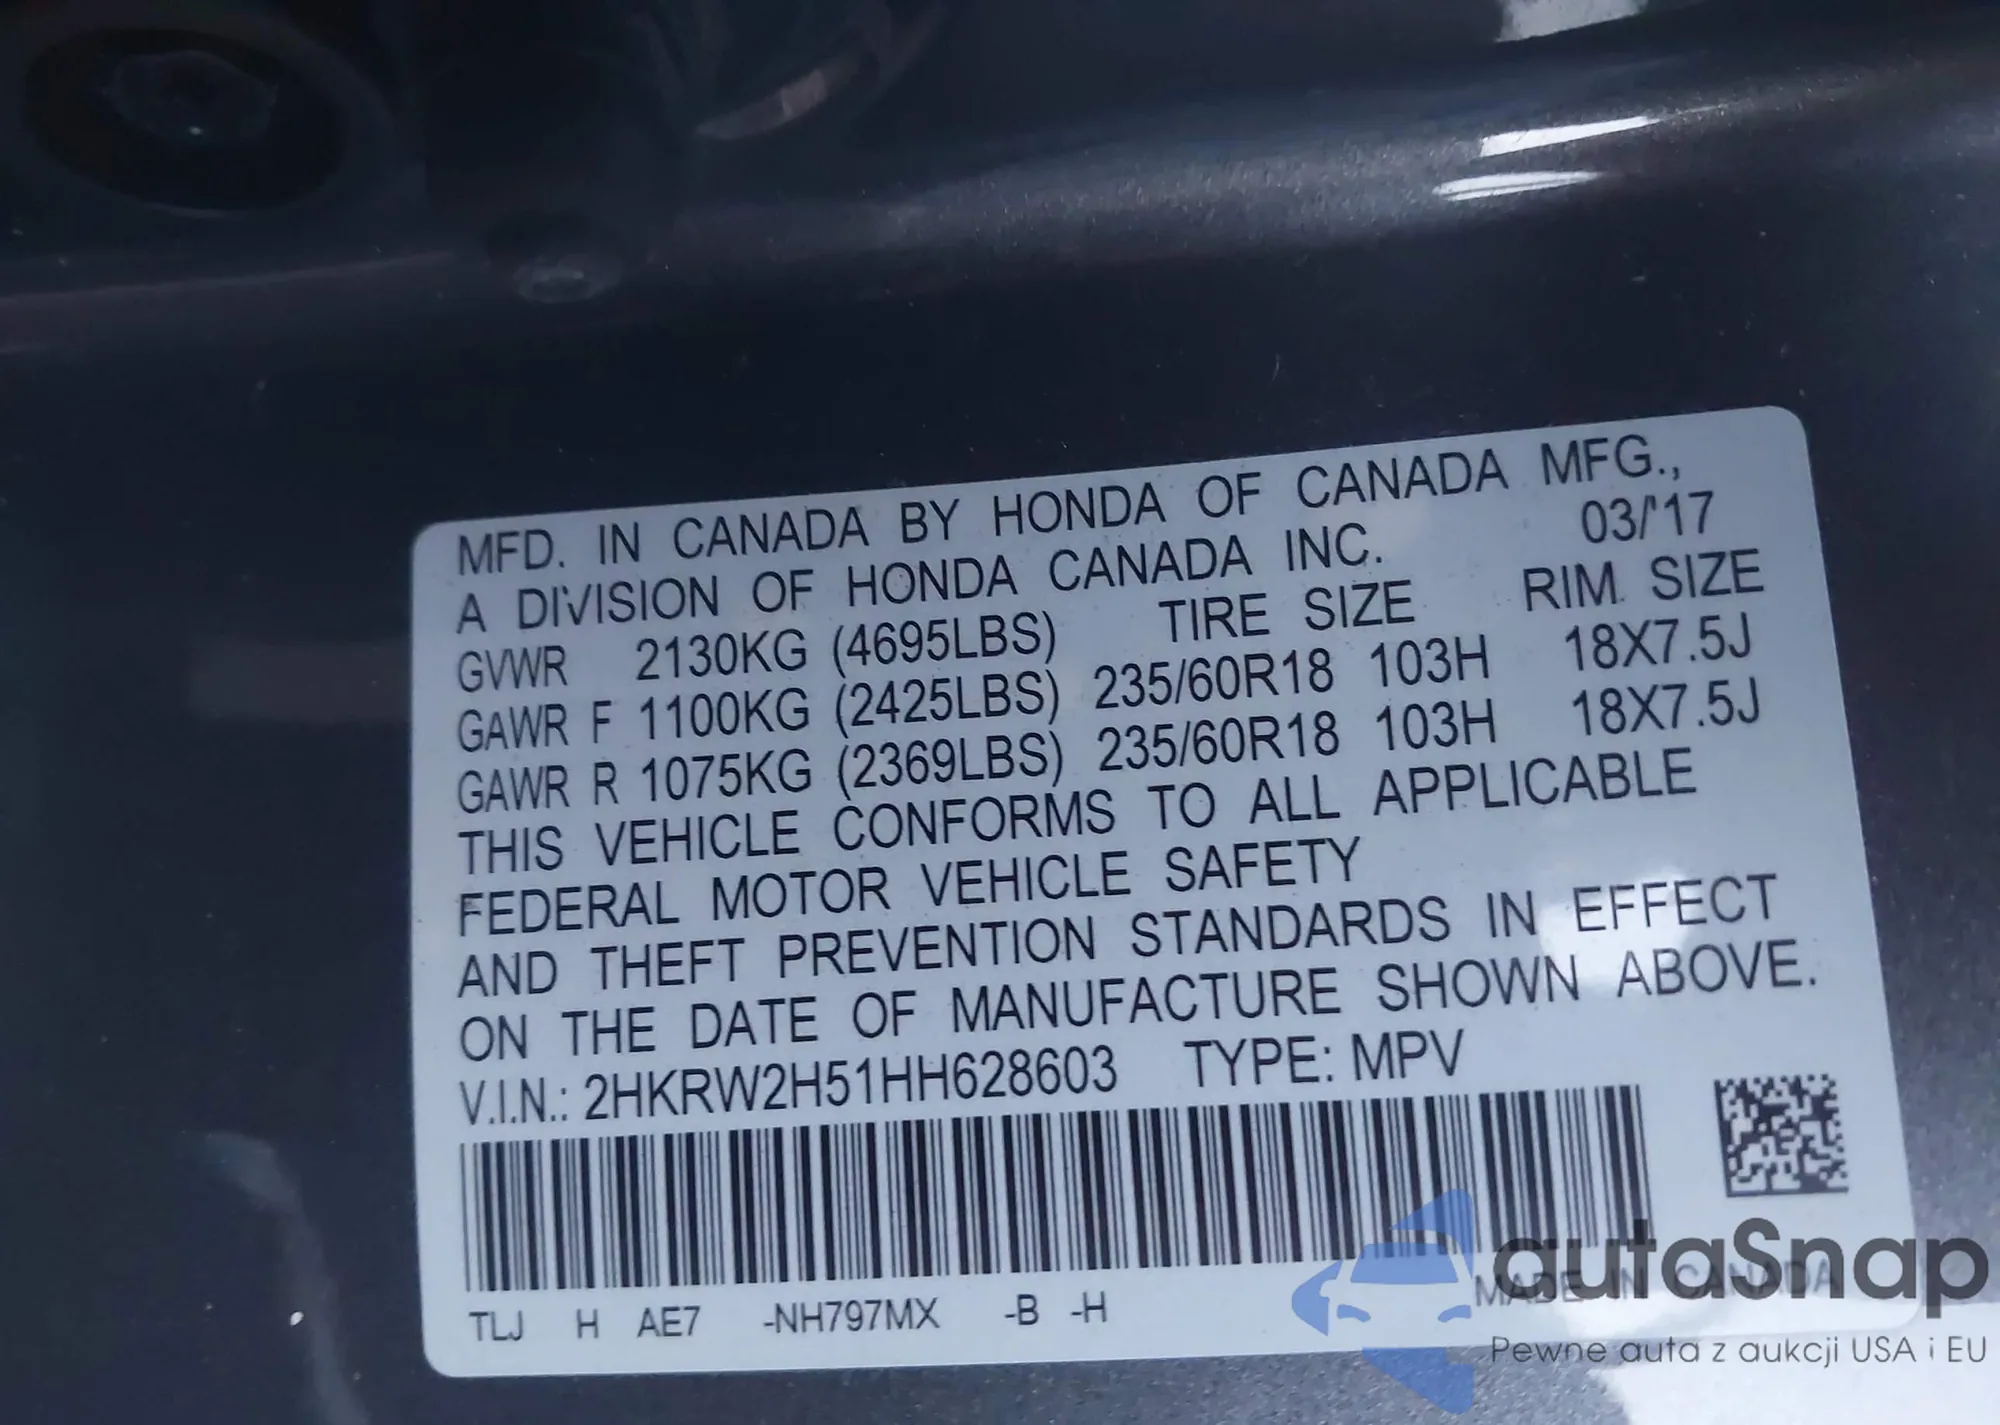 MFD. IN CANADA BY HONDA OF CANADA MFG.,
A DIVISION OF HONDA CANADA INC. 03/'17
GVWR 2130KG (4695LBS) TIRE SIZE RIM SIZE
GAWR F 1100KG (2425LBS) 235/60R18 103H 18X7.5J
GAWR R 1075KG (2369LBS) 235/60R18 103H 18X7.5J
THIS VEHICLE CONFORMS TO ALL APPLICABLE
FEDERAL MOTOR VEHICLE SAFETY
AND THEFT PREVENTION STANDARDS IN EFFECT
ON THE DATE OF MANUFACTURE SHOWN ABOVE.
V.I.N.: 2HKRW2H51HH628603 TYPE: MPV
TLJ H AE7 -NH797MX -B -H MADE IN CANADA
autaSnap
Pewne auta z aukcji USA i EU